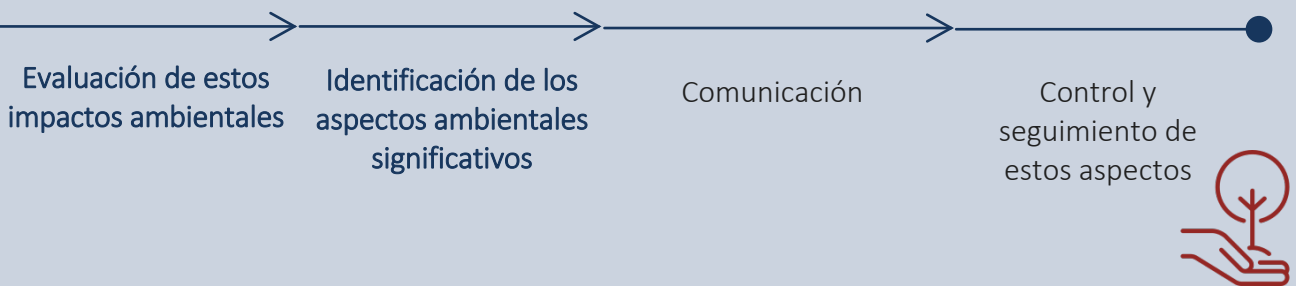 Evaluación de estos
impactos ambientales
Identificación de los
aspectos ambientales
significativos
Comunicación
Control y
seguimiento de
estos aspectos